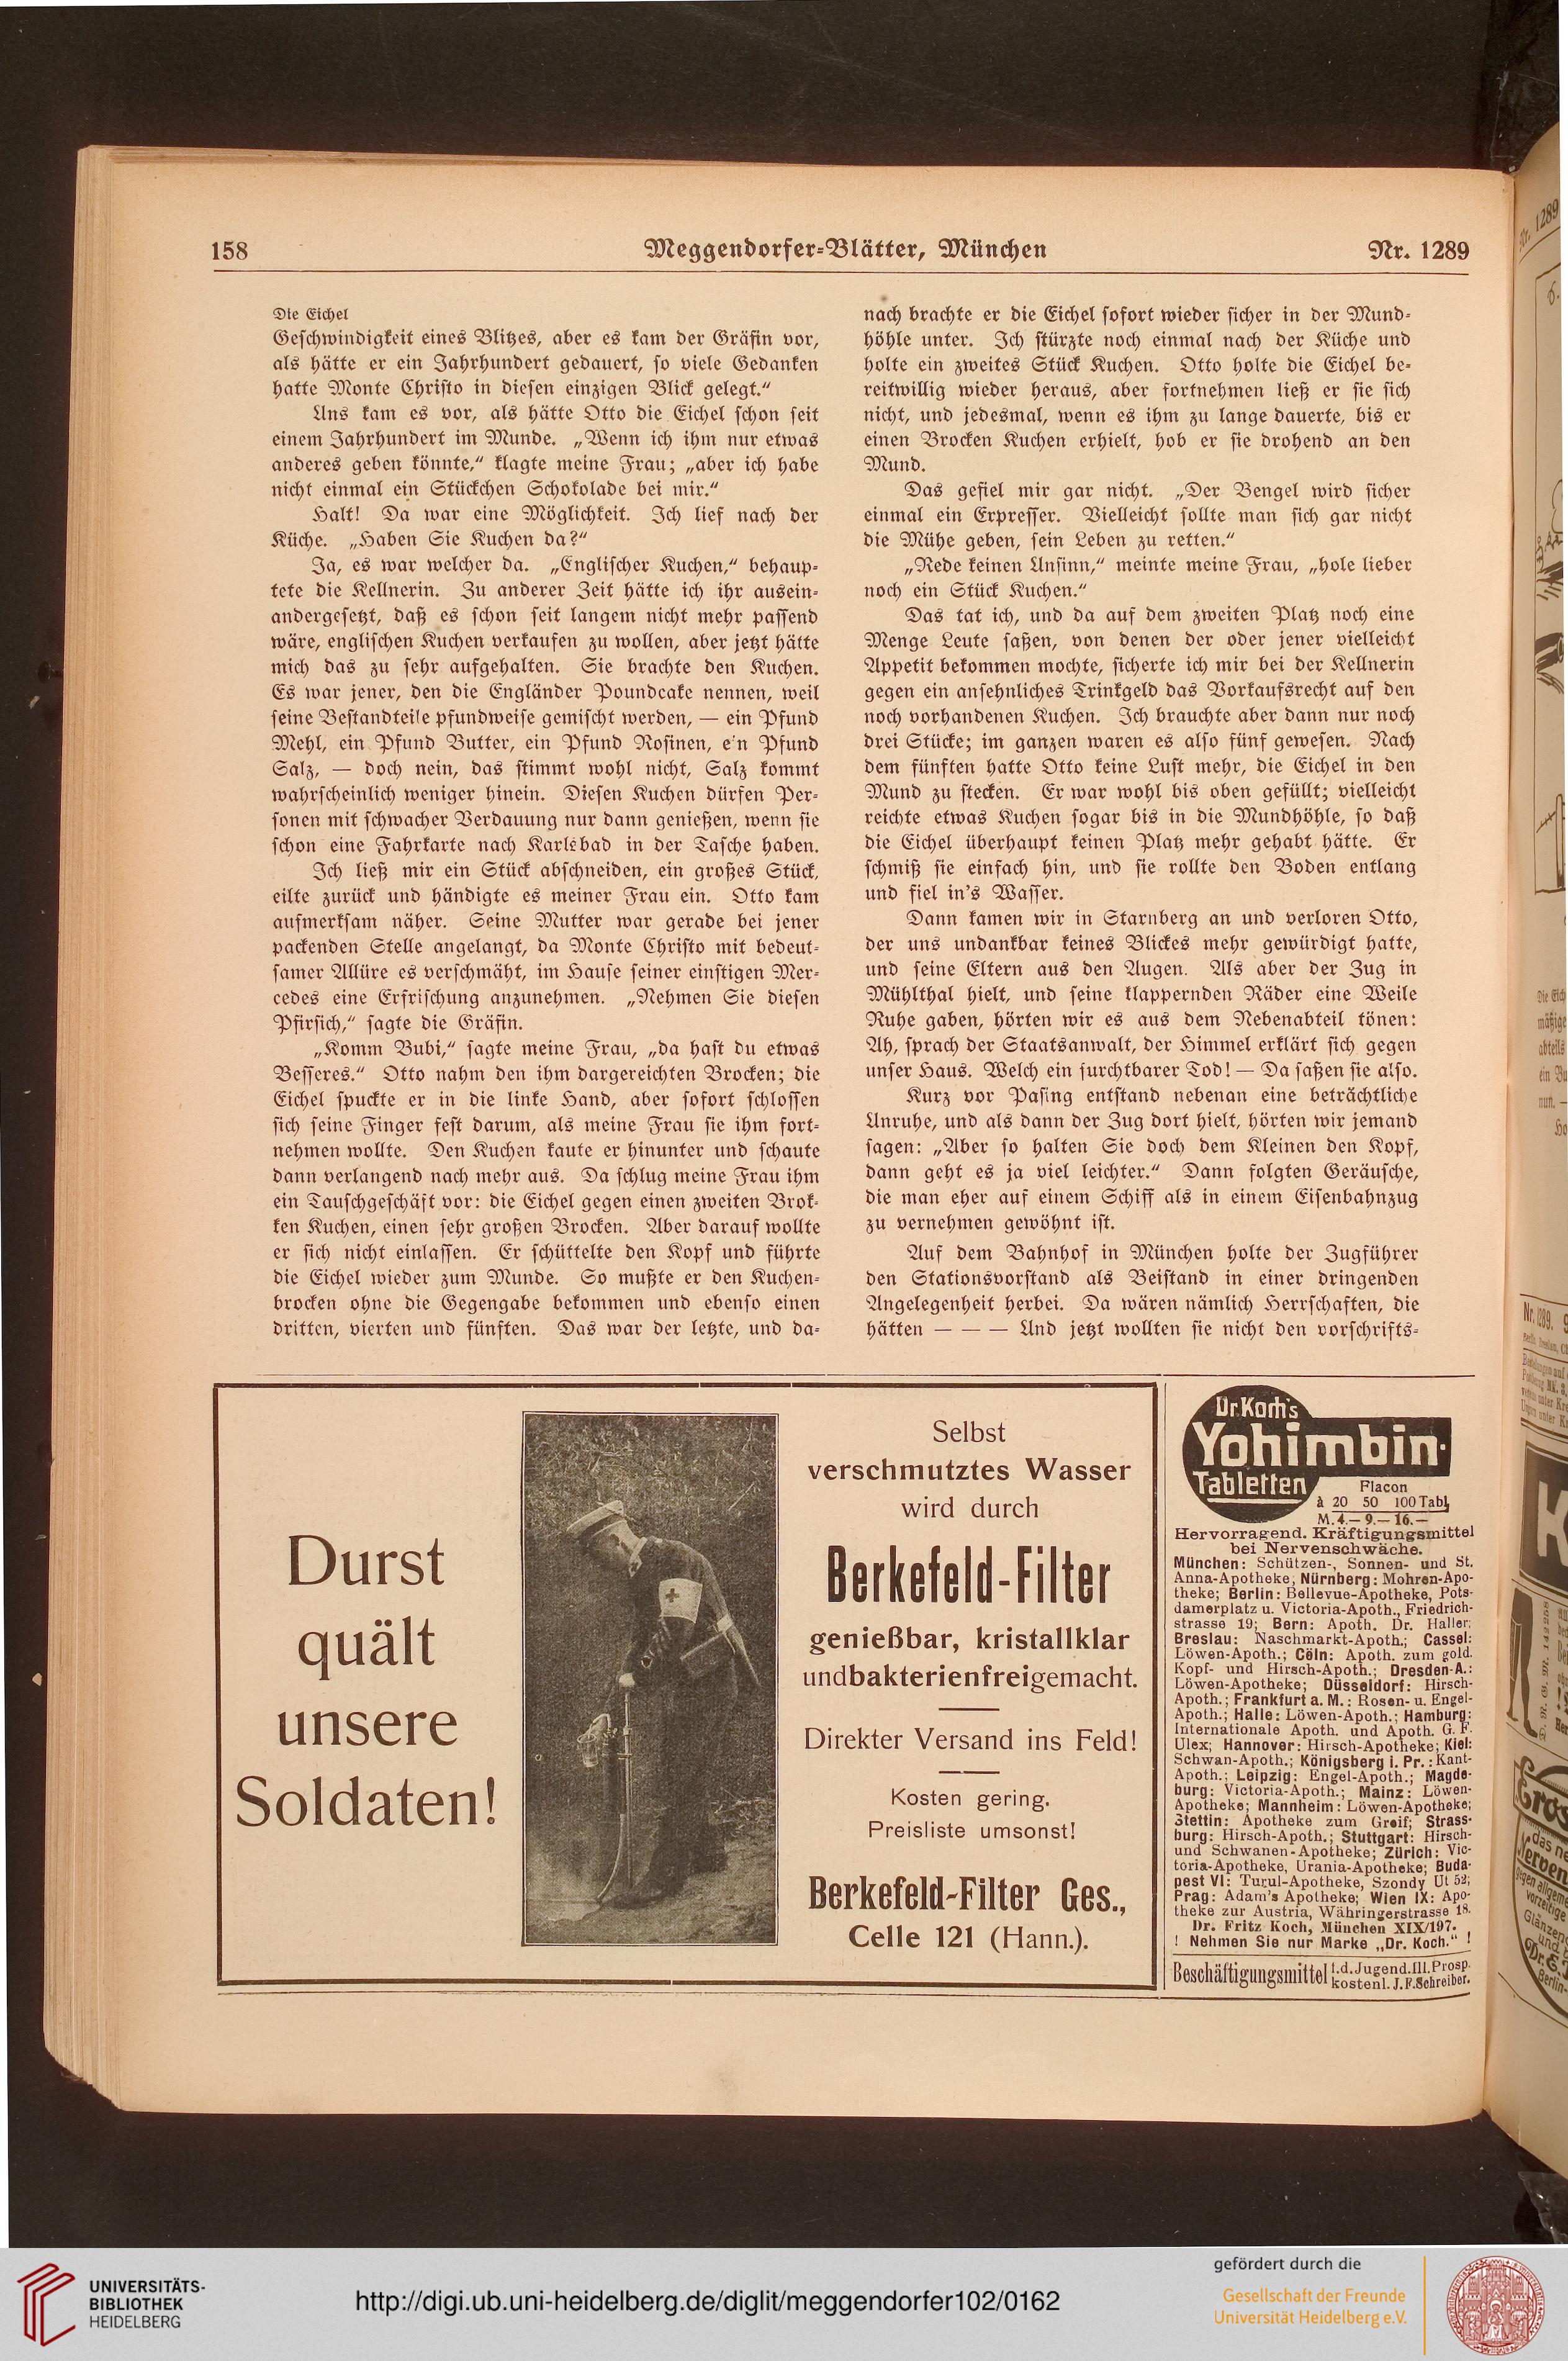 158
Meggendorfer-Blätter, München
Nr. 1289
Die Eichel
Geschwindigkeit eines Blitzes, aber es kam der Gräfin vor,
als hätte er ein Jahrhundert gedauert, so viele Gedanken
hatte Monte Christo in diesen einzigen Blick gelegt.“
Uns kam es vor, als hätte Otto die Eichel schon seit
einem Jahrhundert im Munde. „Wenn ich ihm nur etwas
anderes geben könnte,“ klagte meine Frau; „aber ich habe
nicht einmal ein Stückchen Schokolade bei mir.“
Halt! Da war eine Möglichkeit. Ich lief nach der
Küche. „Haben Sie Kuchen da?“
Ja, es war welcher da. „Englischer Kuchen,“ behaup-
tete die Kellnerin. Zu anderer Zeit hätte ich ihr ausein-
andergesetzt, daß es schon seit langem nicht mehr passend
wäre, englischen Kuchen verkaufen zu wollen, aber jetzt hätte
mich das zu sehr aufgehalten. Sie brachte den Kuchen.
Es war jener, den die Engländer Poundcake nennen, weil
seine Bestandteile pfundweise gemischt werden, — ein Pfund
Mehl, ein Pfund Butter, ein Pfund Rosinen, e'n Pfund
Salz, — doch nein, das stimmt wohl nicht, Salz kommt
wahrscheinlich weniger hinein. Diesen Kuchen dürfen Per-
sonen mit schwacher Verdauung nur dann genießen, wenn sie
schon eine Fahrkarte nach Karlsbad in der Tasche haben.
Ich ließ mir ein Stück abschneiden, ein großes Stück,
eilte zurück und händigte es meiner Frau ein. Otto kam
aufmerksam näher. Seine Mutter war gerade bei jener
packenden Stelle angelangt, da Monte Christo mit bedeut-
samer Allüre es verschmäht, im Hause seiner einstigen Mer-
cedes eine Erfrischung anzunehmen. „Nehmen Sie diesen
Pfirsich,“ sagte die Gräfin.
„Komm Bubi,“ sagte meine Frau, „da hast du etwas
Besseres.“ Otto nahm den ihm dargereichten Brocken; die
Eichel spuckte er in die linke Hand, aber sofort schlossen
sich seine Finger fest darum, als meine Frau sie ihm fort-
nehmen wollte. Den Kuchen kaute er hinunter und schaute
dann verlangend nach mehr aus. Da schlug meine Frau ihm
ein Tauschgeschäft vor: die Eichel gegen einen zweiten Brok-
ken Kuchen, einen sehr großen Brocken. Aber darauf wollte
er sich nicht einlassen. Er schüttelte den Kopf und führte
die Eichel wieder zum Munde. So mußte er den Kuchen-
brocken ohne die Gegengabe bekommen und ebenso einen
dritten, vierten und fünften. Das war der letzte, und da-
nach brachte er die Eichel sofort wieder sicher in der Mund-
höhle unter. Ich stürzte noch einmal nach der Küche und
holte ein zweites Stück Kuchen. Otto holte die Eichel be-
reitwillig wieder heraus, aber fortnehmen ließ er sie sich
nicht, und jedesmal, wenn es ihm zu lange dauerte, bis er
einen Brocken Kuchen erhielt, hob er sie drohend an den
Mund.
Das gefiel mir gar nicht. „Der Bengel wird sicher
einmal ein Erpresser. Vielleicht sollte man sich gar nicht
die Mühe geben, sein Leben zu retten.“
„Rede keinen Unsinn,“ meinte meine Frau, „hole lieber
noch ein Stück Kuchen.“
Das tat ich, und da auf dem zweiten Platz noch eine
Menge Leute saßen, von denen der oder jener vielleicht
Appetit bekommen mochte, sicherte ich mir bei der Kellnerin
gegen ein ansehnliches Trinkgeld das Vorkaufsrecht auf den
noch vorhandenen Kuchen. Ich brauchte aber dann nur noch
drei Stücke; im ganzen waren es also fünf gewesen. Nach
dem fünften hatte Otto keine Lust mehr, die Eichel in den
Mund zu stecken. Er war wohl bis oben gefüllt; vielleicht
reichte etwas Kuchen sogar bis in die Mundhöhle, so daß
die Eichel überhaupt keinen Platz mehr gehabt hätte. Er
schmiß sie einfach hin, und sie rollte den Boden entlang
und fiel in's Wasser.
Dann kamen wir in Starnberg an und verloren Otto,
der uns undankbar keines Blickes mehr gewürdigt hatte,
und seine Eltern aus den Augen. Als aber der Zug in
Mühlthal hielt, und seine klappernden Räder eine Weile
Ruhe gaben, hörten wir es aus dem Nebenabteil tönen:
Ah, sprach der Staatsanwalt, der Himmel erklärt sich gegen
unser Haus. Welch ein furchtbarer Tod! — Da saßen sie also.
Kurz vor Pasing entstand nebenan eine beträchtliche
Unruhe, und als dann der Zug dort hielt, hörten wir jemand
sagen: „Aber so halten Sie doch dem Kleinen den Kopf,
dann geht es ja viel leichter.“ Dann folgten Geräusche,
die man eher auf einem Schiff als in einem Eisenbahnzug
zu vernehmen gewöhnt ist.
Auf dem Bahnhof in München holte der Zugführer
den Stationsvorstand als Beistand in einer dringenden
Angelegenheit herbei. Da wären nämlich Herrschaften, die
hätten — — — Und jetzt wollten sie nicht den vorschrifts-
Durst
quält
unsere
Soldaten!
Selbst
verschmutztes Wasser
wird durch
Berkefeld-Filter
genießbar, kristallklar
und bakterienfrei gemacht.
Direkter Versand ins Feld!
Kosten gering.
Preisliste umsonst!
Berkefeld-Filter Ges.,
Celle 121 (Hann.).
Dr Koch's
Yohimbin-
Tabletten
Flacon
à 20 50 100 Tabl.
M. 4.— 9.— 16.—
Hervorragend. Kräftigungsmittel
bei Nervenschwäche.
München: Schützen-, Sonnen- und St.
Anna-Apotheke; Nürnberg: Mohren-Apo-
theke; Berlin: Bellevue-Apotheke, Pots-
damerplatz u. Victoria-Apoth., Friedrich-
strasse 19; Bern: Apoth. Dr. Haller;
Breslau: Naschmarkt-Apoth.; Cassel:
Löwen-Apoth.; Cöln: Apoth. zum gold.
Kopf- und Hirsch-Apoth.; Dresden-A.:
Löwen-Apotheke; Düsseldorf: Hirsch-
Apoth.; Frankfurt a. M.: Rosen- u. Engel-
Apoth.; Halle: Löwen-Apoth.; Hamburg:
Internationale Apoth. und Apoth. G. F.
Ulex; Hannover: Hirsch-Apotheke; Kiel:
Schwan-Apoth.; Königsberg i. Pr.: Kant-
Apoth.; Leipzig: Engel-Apoth.; Magde-
burg: Victoria-Apoth.; Mainz: Löwen-
Apotheke; Mannheim: Löwen-Apotheke;
Stettin: Apotheke zum Greif; Strass-
burg: Hirsch-Apoth.; Stuttgart: Hirsch-
und Schwanen-Apotheke; Zürich: Vic-
toria-Apotheke, Urania-Apotheke; Buda-
pest VI: Turul-Apotheke, Szondy Ut 52;
Prag: Adam's Apotheke; Wien IX: Apo-
theke zur Austria, Währingerstrasse 18.
Dr. Fritz Koch, München XIX/197.
! Nehmen Sie nur Marke „Dr. Koch.“ !
Beschäftigungsmittel f.d.Jugend.Ill.Prosp.
kostenl. J.F.Schreiber.
Nr. 1289
UNIVERSITÄTS-
BIBLIOTHEK
HEIDELBERG
http://digi.ub.uni-heidelberg.de/diglit/meggendorfer102/0162
gefördert durch die
Gesellschaft der Freunde
Universität Heidelberg e.V.